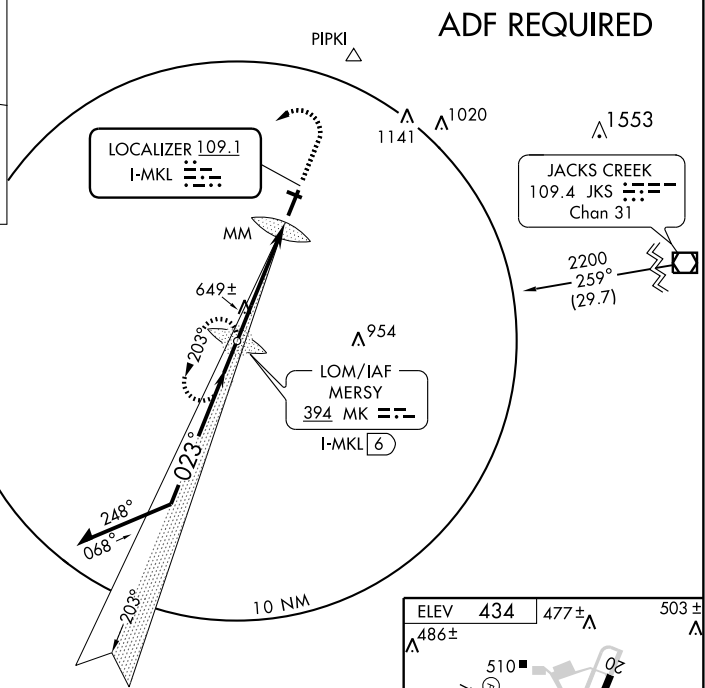 ADF REQUIRED
PIPKI
1141
1020
1553
LOCALIZER 109.1
I-MKL
JACKS CREEK
109.4 JKS
Chan 31
MM
2200
259°
(29.7)
649±
954
203°
LOM/IAF
MERSY
394 MK
I-MKL 6
023°
248°
068°
203°
10 NM
ELEV 434
477±
503±
486±
510
20
A